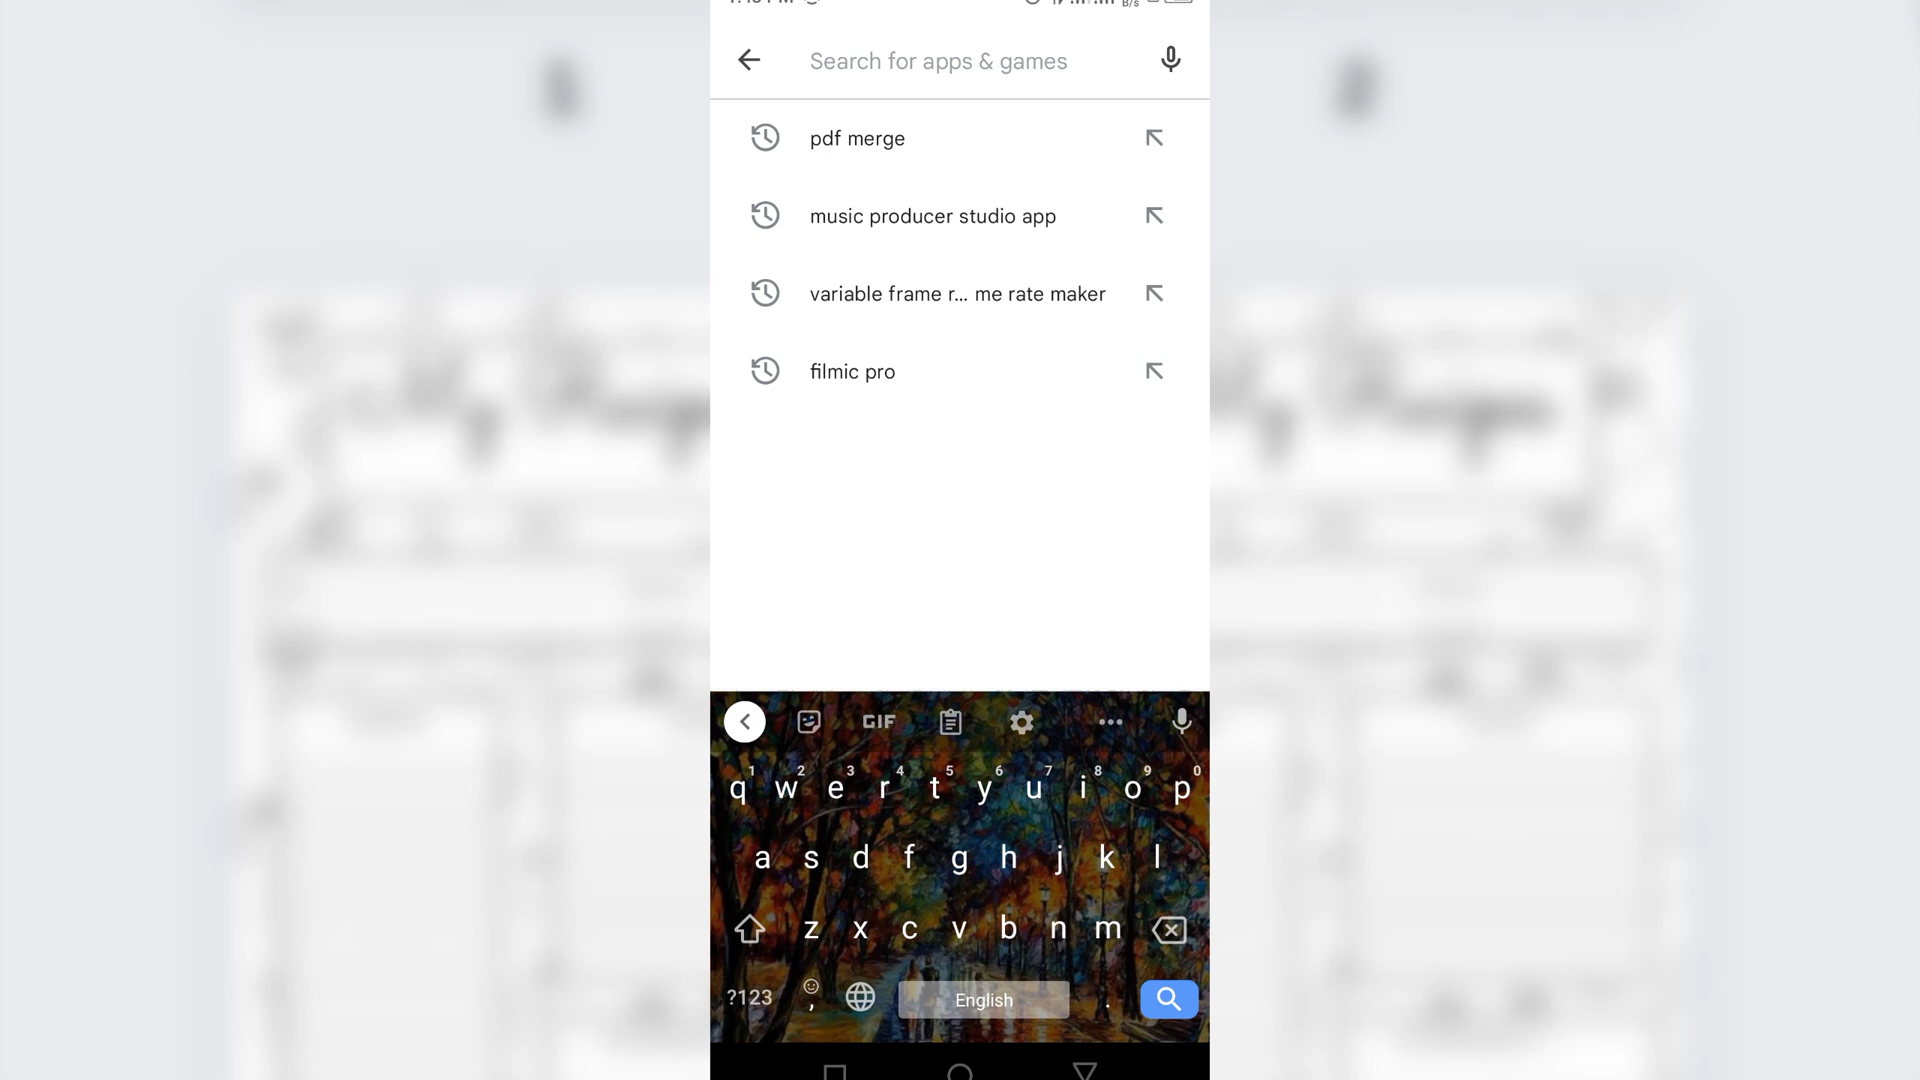 B/s
Search for apps & games
pdf merge
music producer studio app
variable frame r... me rate maker
filmic pro
GIF
1 2 3 4 5 6 7 8 9 0
q w e r t y u i o p
a s d f g h j k l
z x c v b n m
?123 , English .